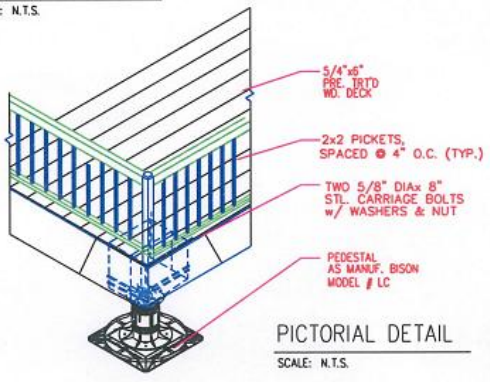 : N.T.S.
5/4"x6"
PRE. TRT'D
WD. DECK
2x2 PICKETS,
SPACED @ 4" O.C. (TYP.)
TWO 5/8" DIAx 8"
STL. CARRIAGE BOLTS
w/ WASHERS & NUT
PEDESTAL
AS MANUF. BISON
MODEL # LC
PICTORIAL DETAIL
SCALE: N.T.S.